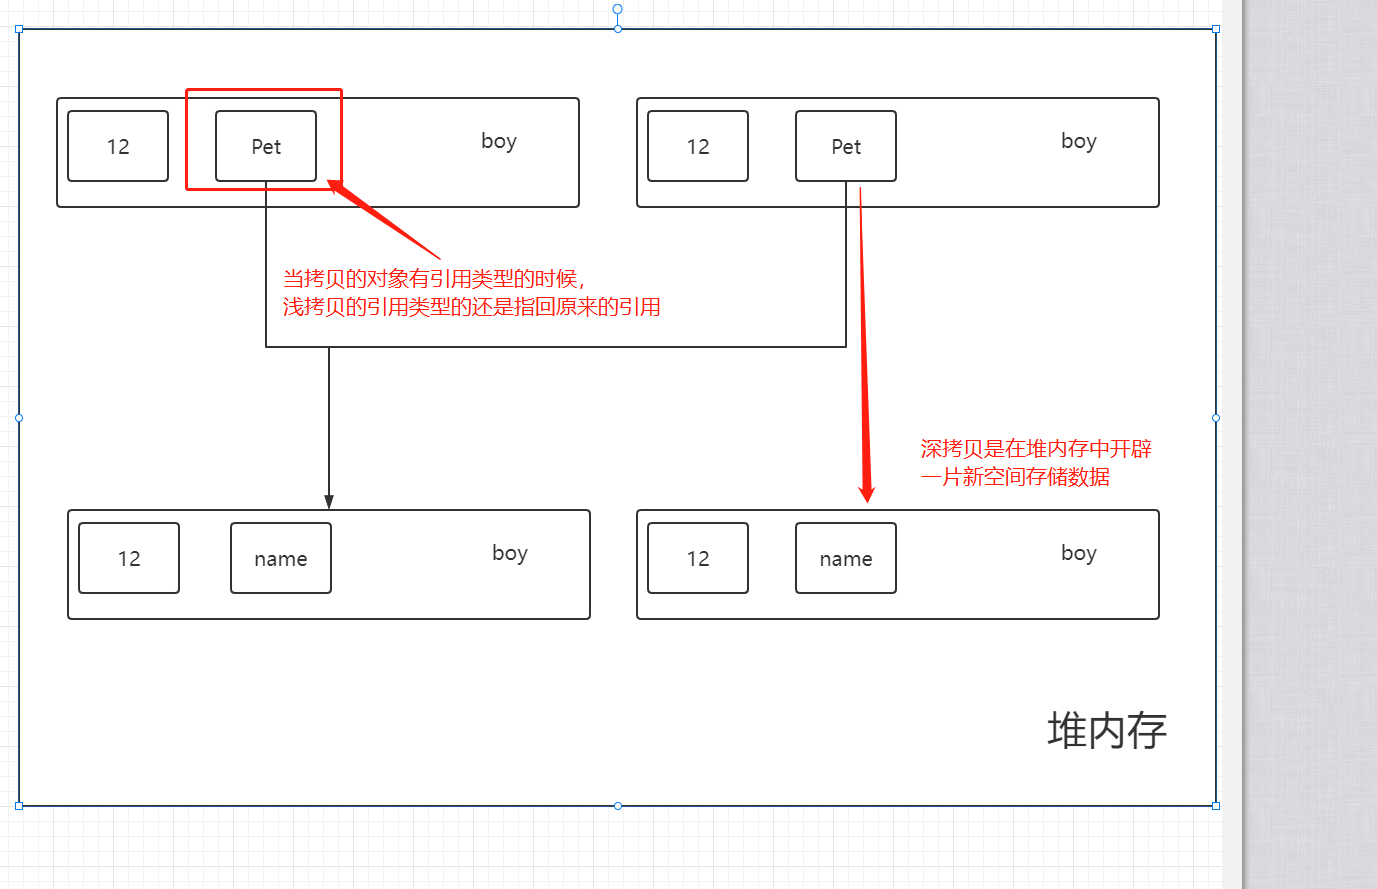 12
Pet
boy
12
Pet
boy
当拷贝的对象有引用类型的时候，
浅拷贝的引用类型的还是指回原来的引用
深拷贝是在堆内存中开辟
一片新空间存储数据
12
name
boy
12
name
boy
堆内存